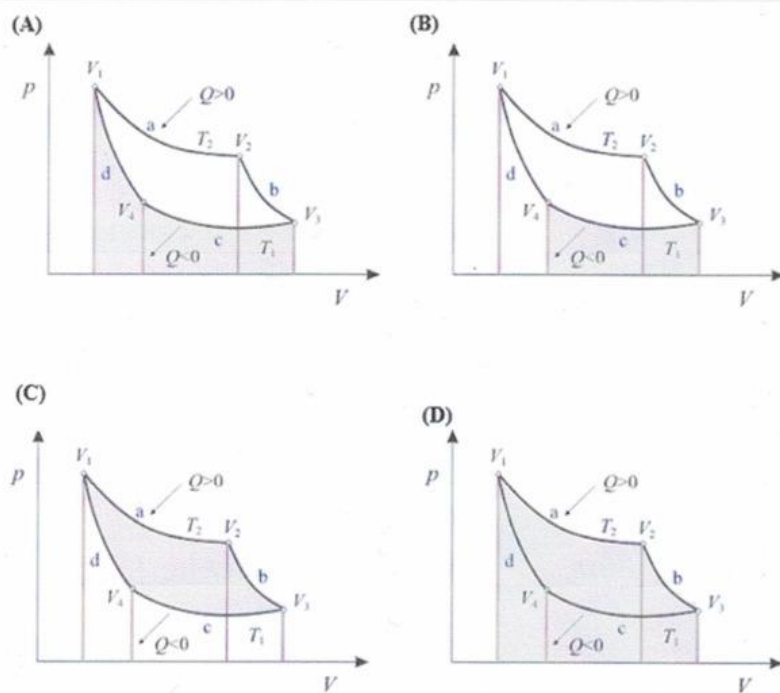 (A)
p
V₁
Q>0
a
T₂
V₂
d
b
V₄
V₃
c
Q<0
T₁
V
(B)
p
V₁
Q>0
a
T₂
V₂
d
b
V₄
V₃
c
Q<0
T₁
V
(C)
p
V₁
Q>0
a
T₂
V₂
d
b
V₄
V₃
c
Q<0
T₁
V
(D)
p
V₁
Q>0
a
T₂
V₂
d
b
V₄
V₃
c
Q<0
T₁
V